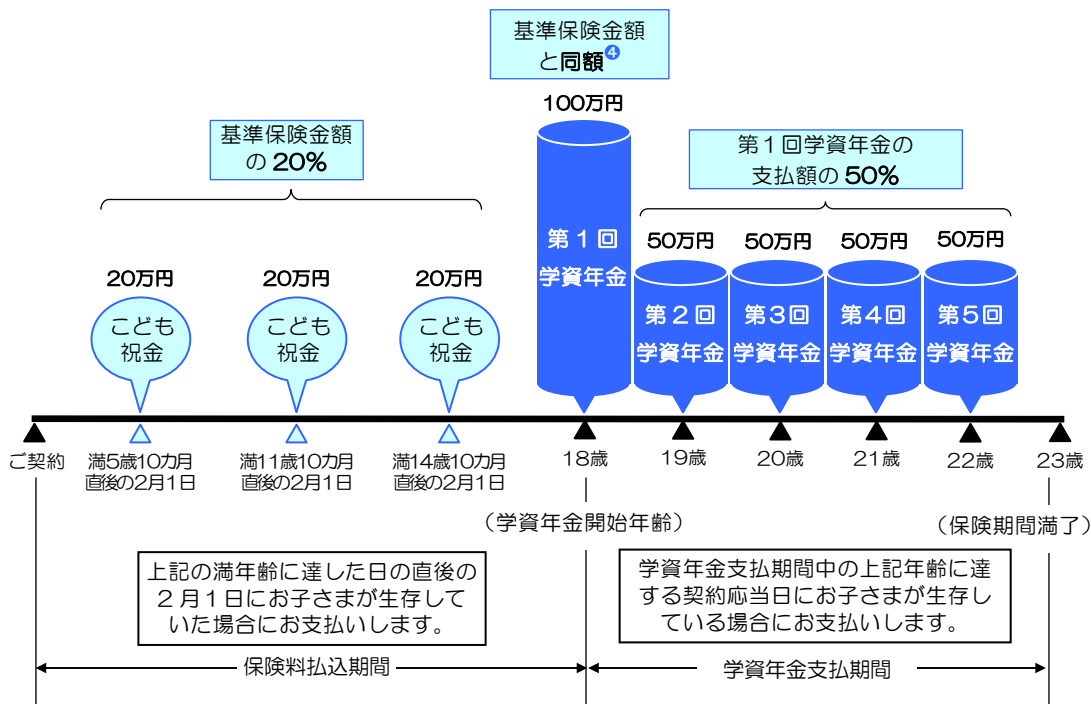 基準保険金額
と同額❹
100万円
基準保険金額
の 20%
第1回学資年金の
支払額の 50%
20万円
20万円
20万円
こども
祝金
こども
祝金
こども
祝金
第1回
学資年金
50万円
50万円
50万円
50万円
第2回
学資年金
第3回
学資年金
第4回
学資年金
第5回
学資年金
ご契約
満5歳10カ月
直後の2月1日
満11歳10カ月
直後の2月1日
満14歳10カ月
直後の2月1日
18歳
19歳
20歳
21歳
22歳
23歳
(学資年金開始年齢)
(保険期間満了)
上記の満年齢に達した日の直後の
2月1日にお子さまが生存して
いた場合にお支払いします。
学資年金支払期間中の上記年齢に達
する契約応当日にお子さまが生存し
ている場合にお支払いします。
保険料払込期間
学資年金支払期間